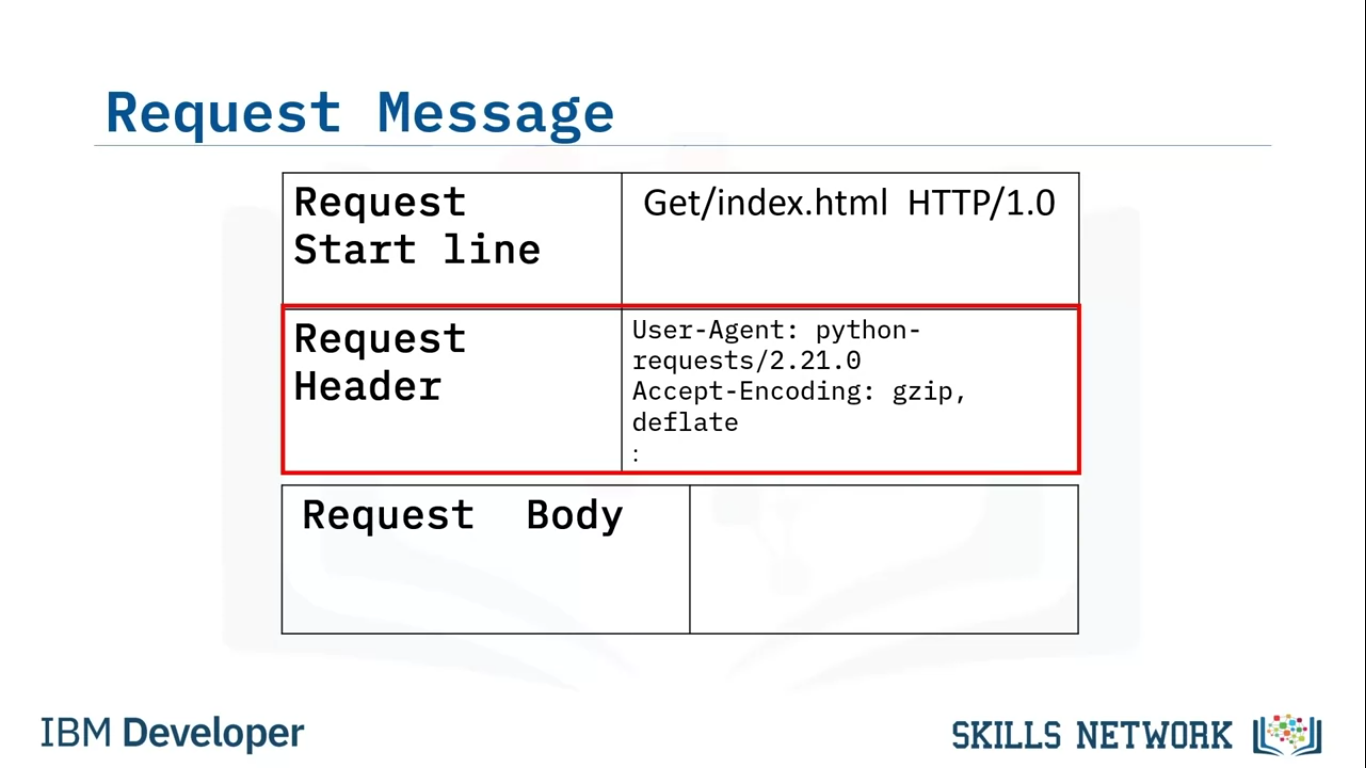 Request Message
Request
Start line
Get/index.html HTTP/1.0
Request
Header
User-Agent: python-
requests/2.21.0
Accept-Encoding: gzip,
deflate
:
Request Body
IBM Developer
SKILLS NETWORK